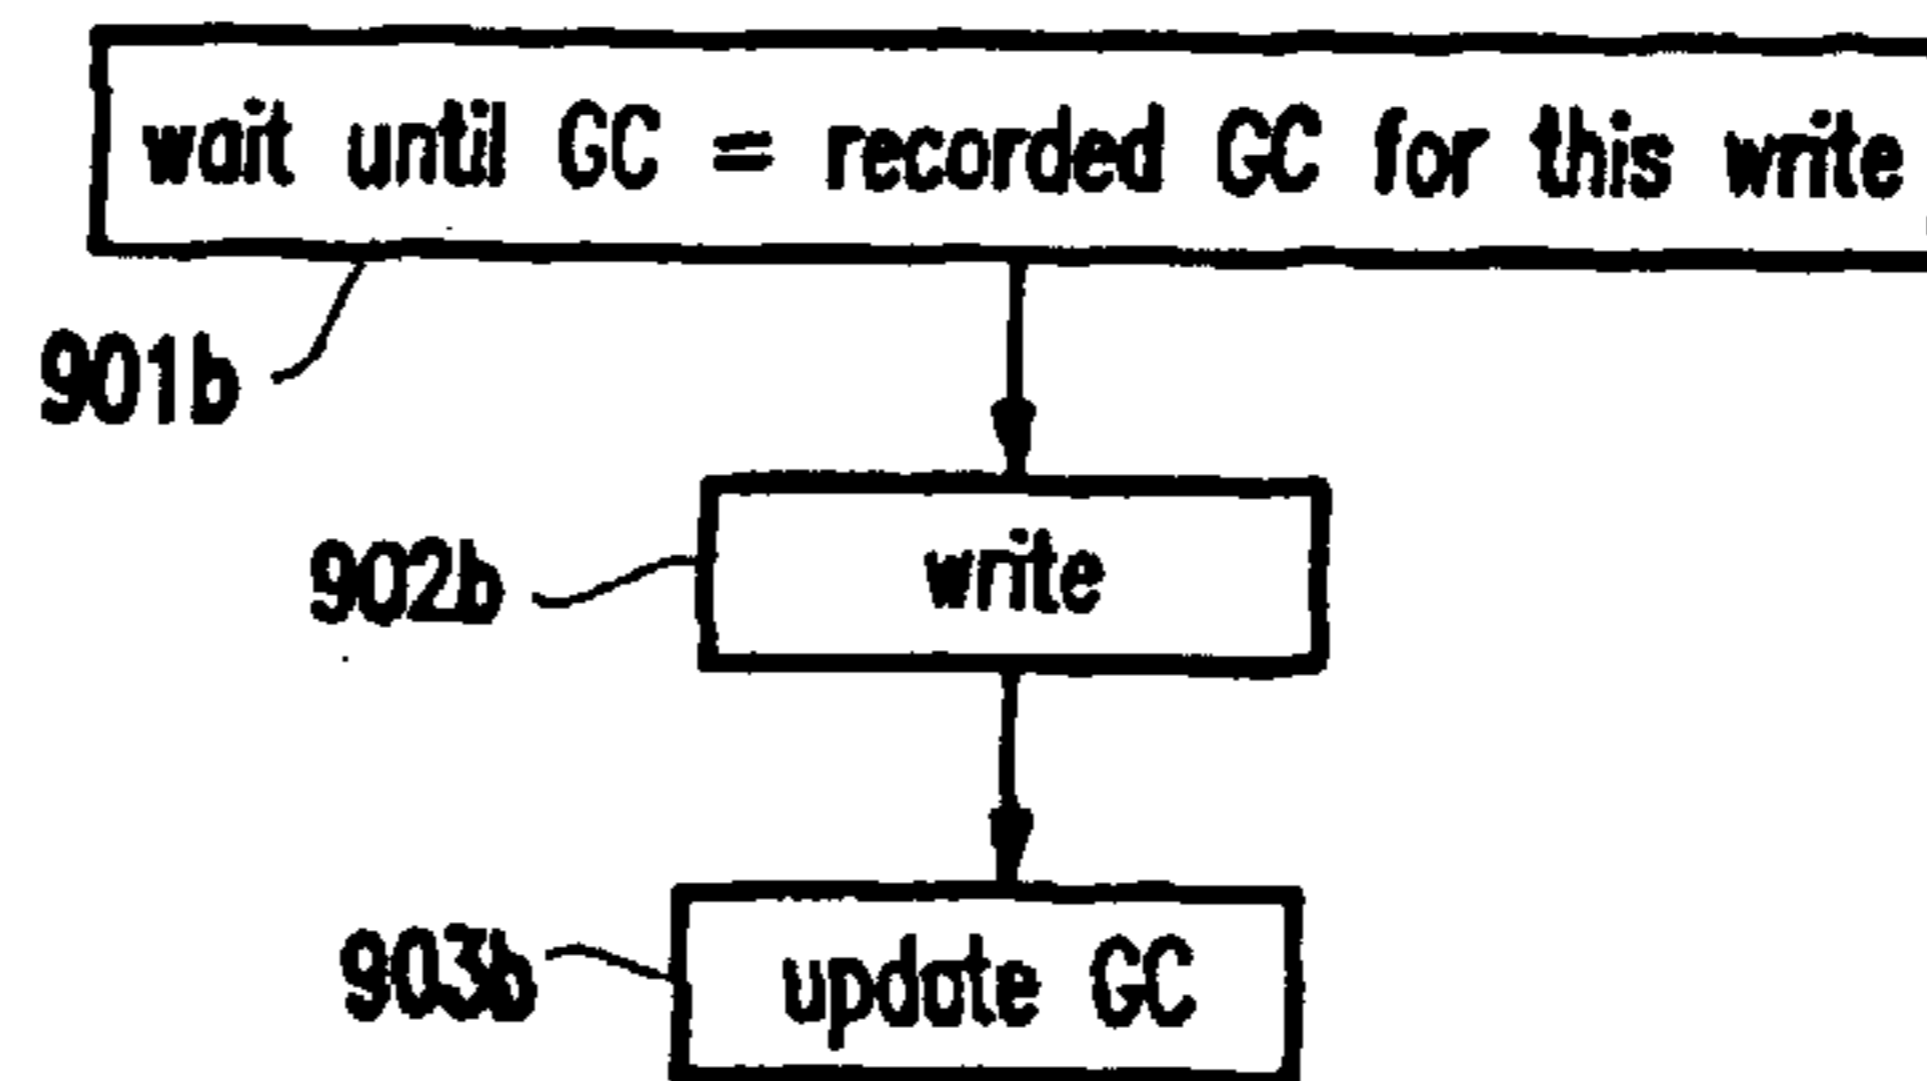 wait until GC = recorded GC for this write
901b
902b
write
903b
update GC